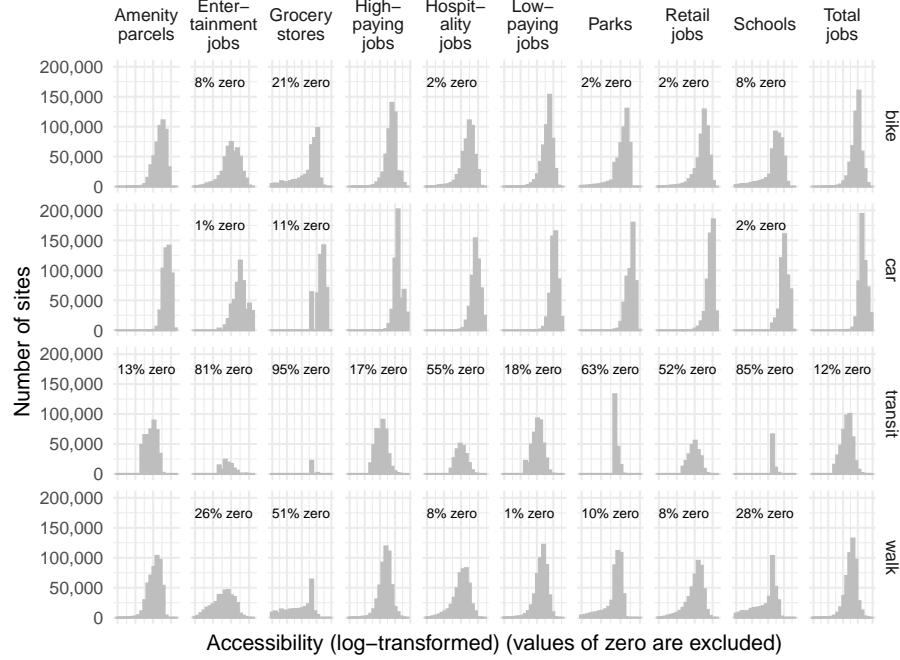 Amenity parcels
Enter–tainment jobs
Grocery stores
High–paying jobs
Hospit–ality jobs
Low–paying jobs
Parks
Retail jobs
Schools
Total jobs
200,000
8% zero
21% zero
2% zero
2% zero
2% zero
8% zero
150,000
100,000
50,000
0
bike
200,000
1% zero
11% zero
2% zero
150,000
100,000
50,000
0
car
Number of sites
200,000
13% zero
81% zero
95% zero
17% zero
55% zero
18% zero
63% zero
52% zero
85% zero
12% zero
150,000
100,000
50,000
0
transit
200,000
26% zero
51% zero
8% zero
1% zero
10% zero
8% zero
28% zero
150,000
100,000
50,000
0
walk
Accessibility (log–transformed) (values of zero are excluded)